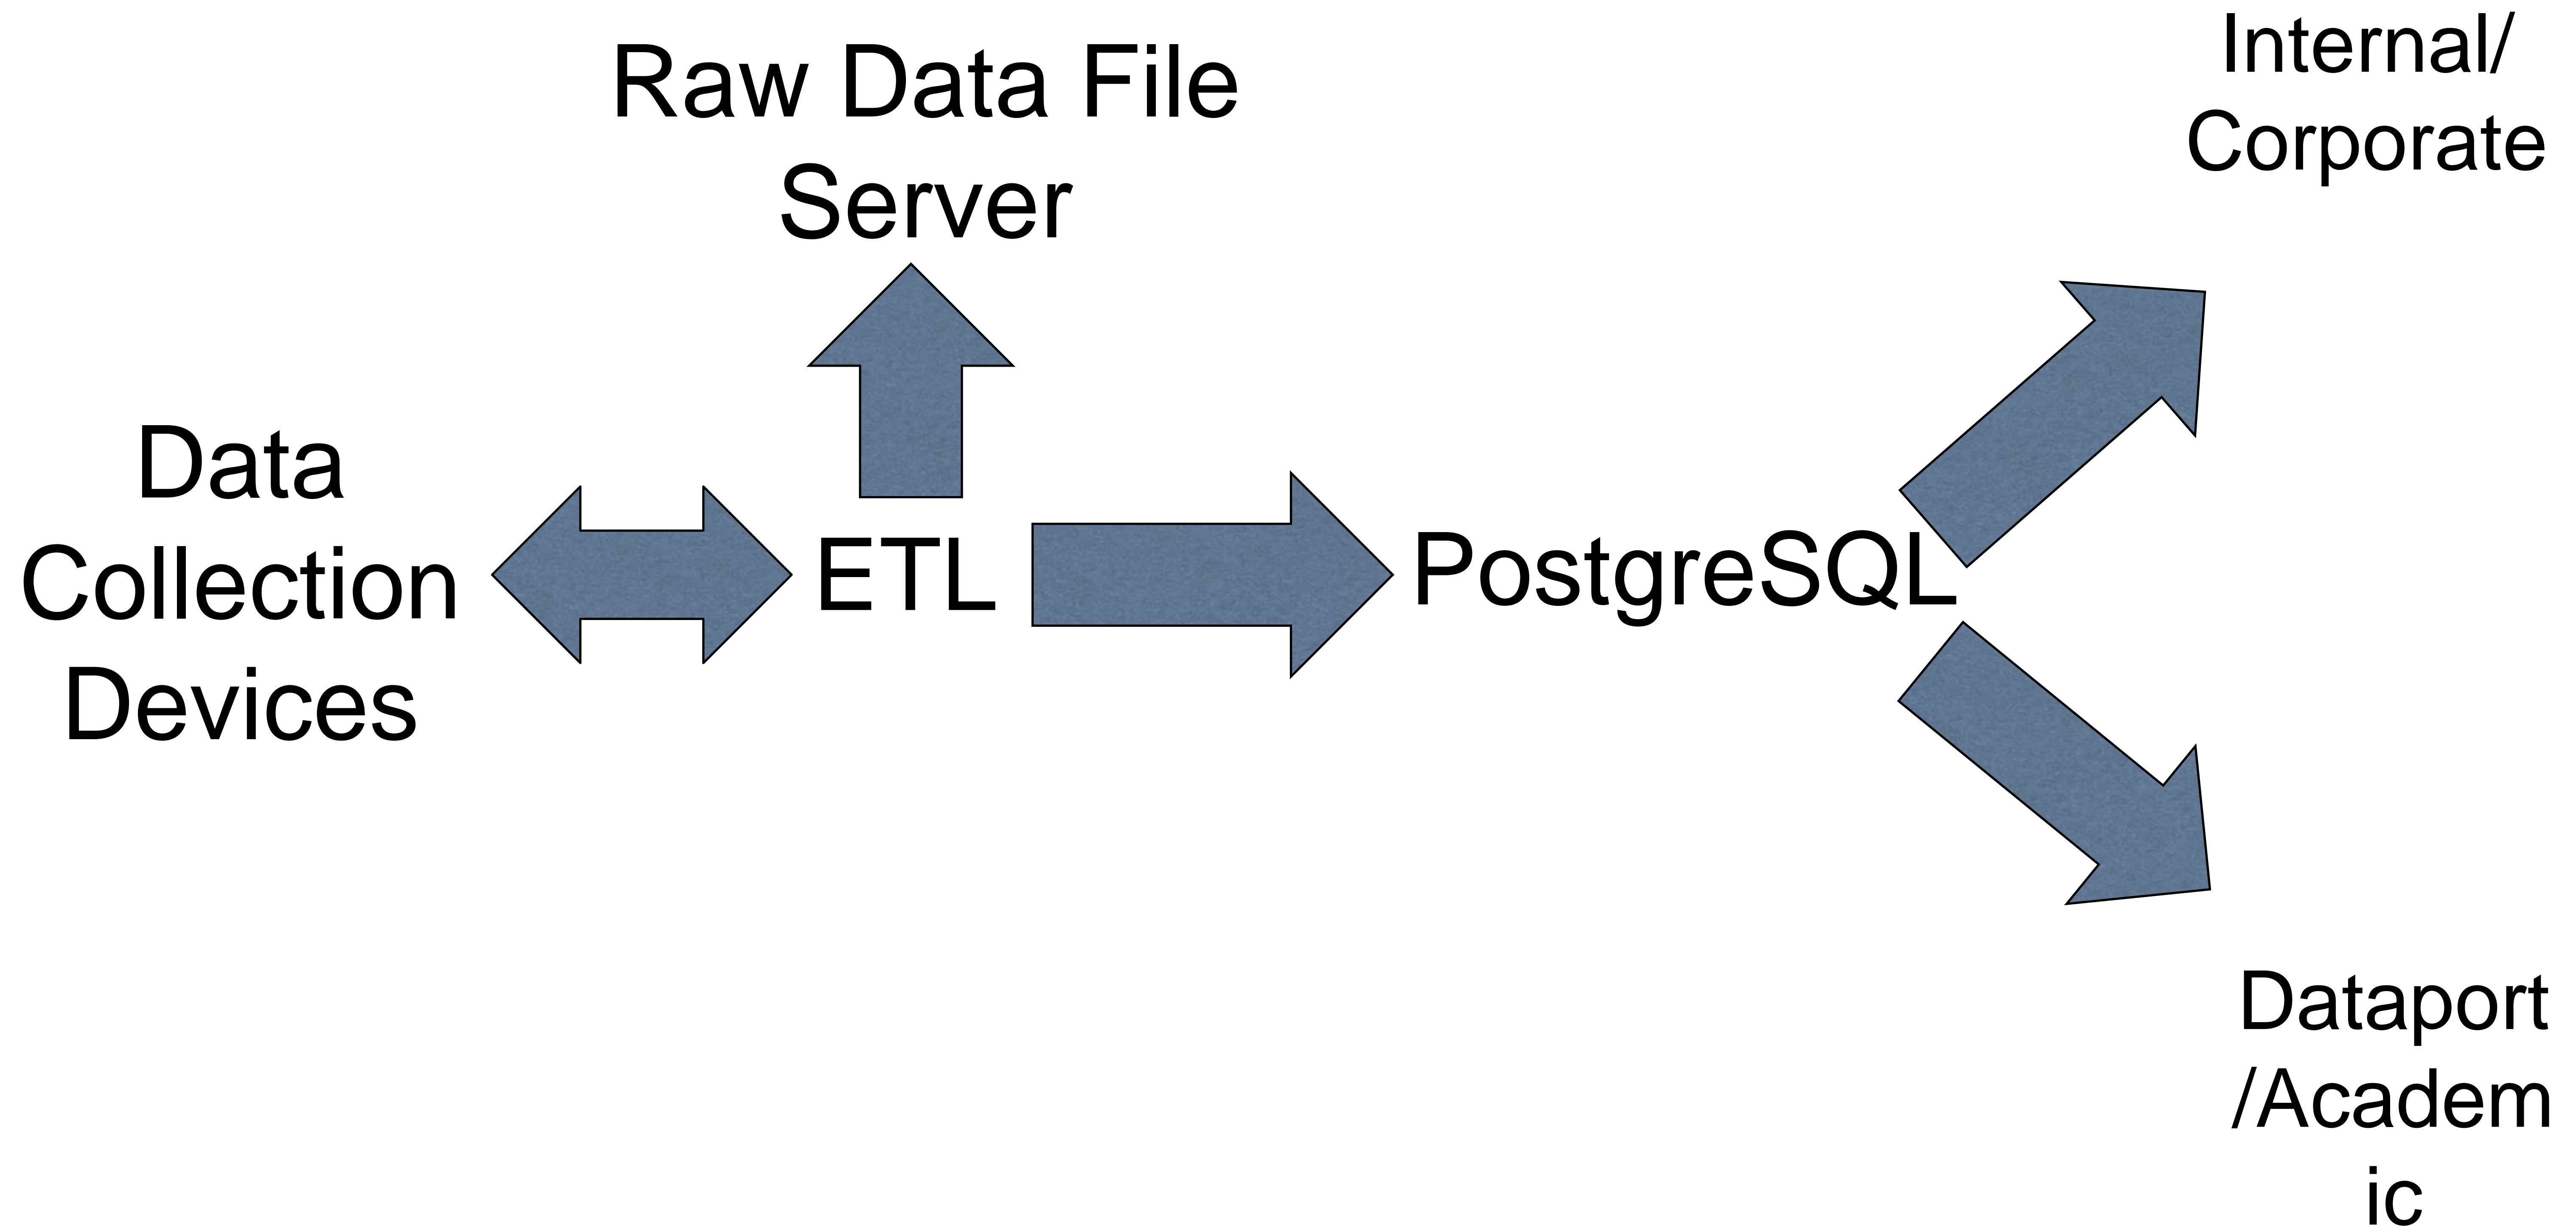 Raw Data File
Server
Internal/
Corporate
Data
Collection
Devices
ETL
PostgreSQL
Dataport
/Academ
ic